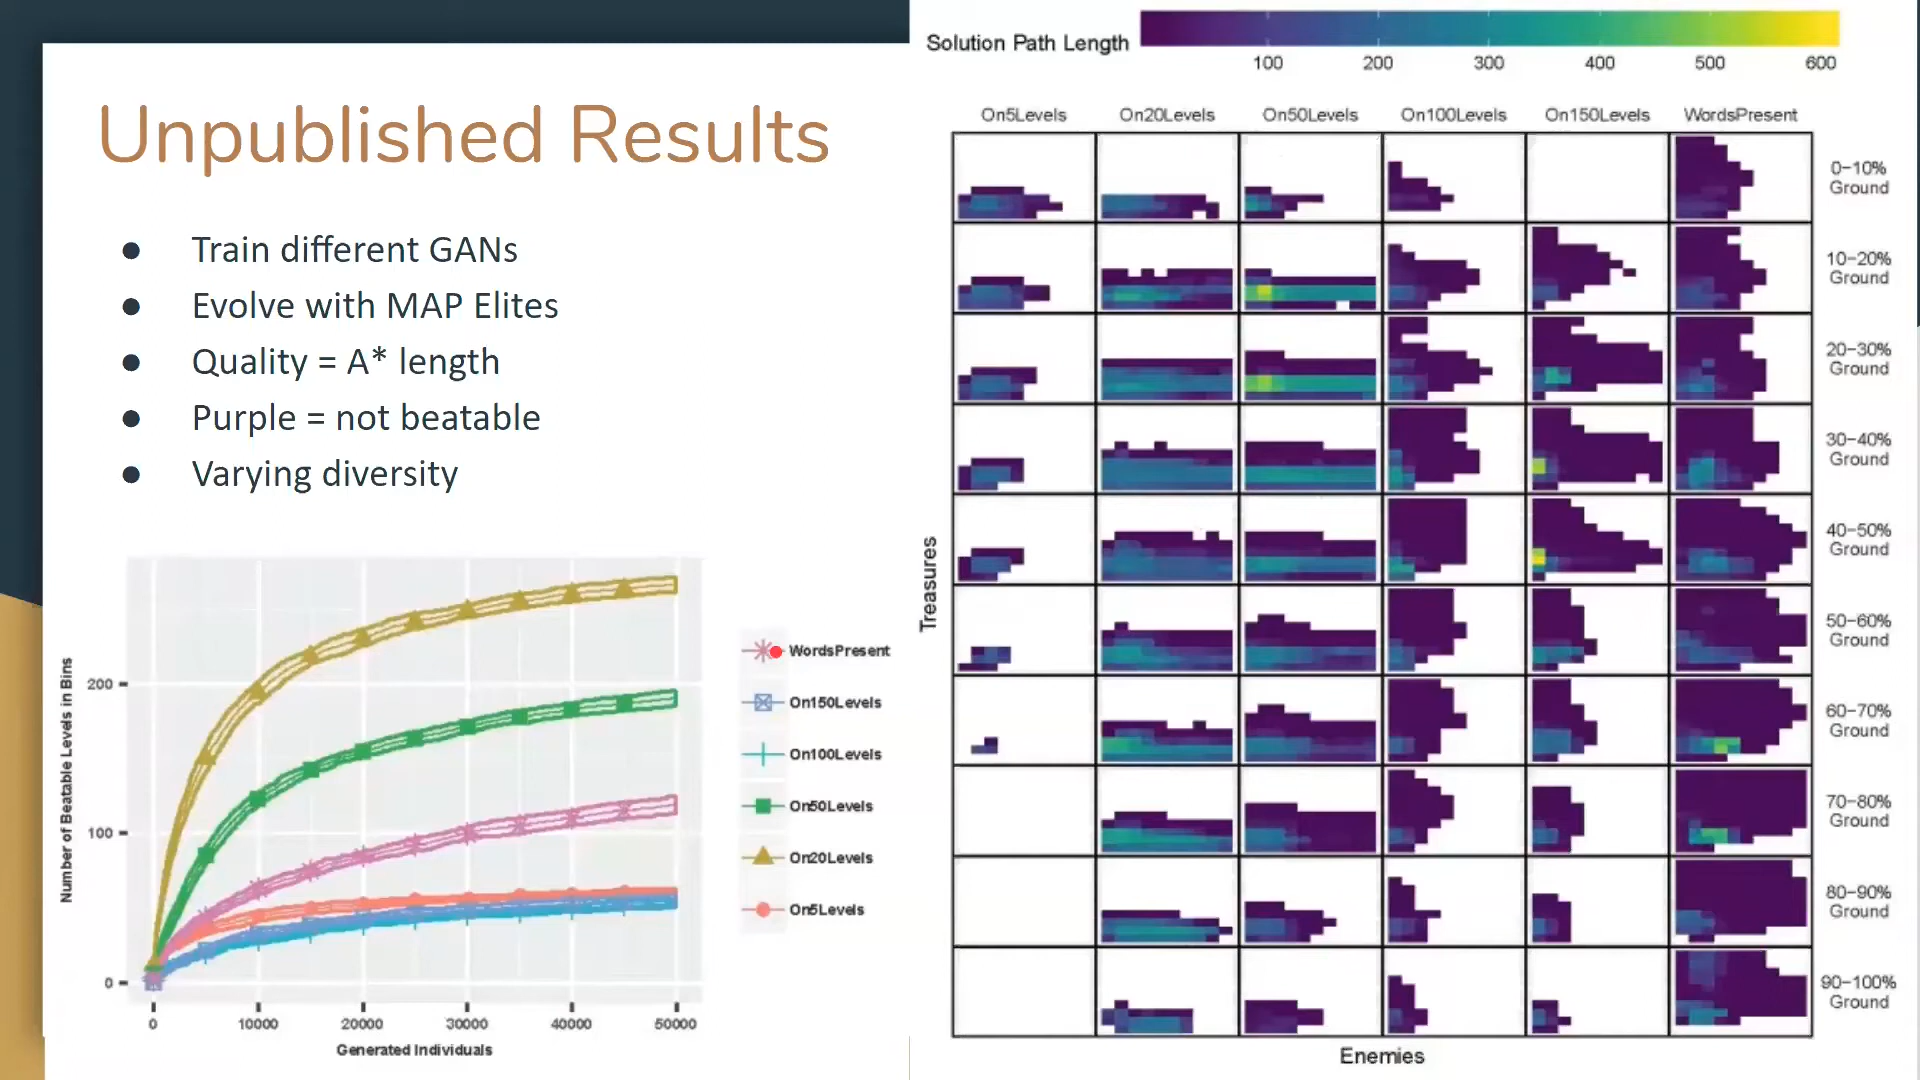 Unpublished Results
● Train different GANs
● Evolve with MAP Elites
● Quality = A* length
● Purple = not beatable
● Varying diversity
Number of Beatable Levels in Bins
200
100
0
0 10000 20000 30000 40000 50000
Generated Individuals
WordsPresent
On150Levels
On100Levels
On50Levels
On20Levels
On5Levels
Solution Path Length
100 200 300 400 500 600
On5Levels On20Levels On50Levels On100Levels On150Levels WordsPresent
0-10%
Ground
10-20%
Ground
20-30%
Ground
30-40%
Ground
40-50%
Ground
50-60%
Ground
60-70%
Ground
70-80%
Ground
80-90%
Ground
90-100%
Ground
Treasures
Enemies